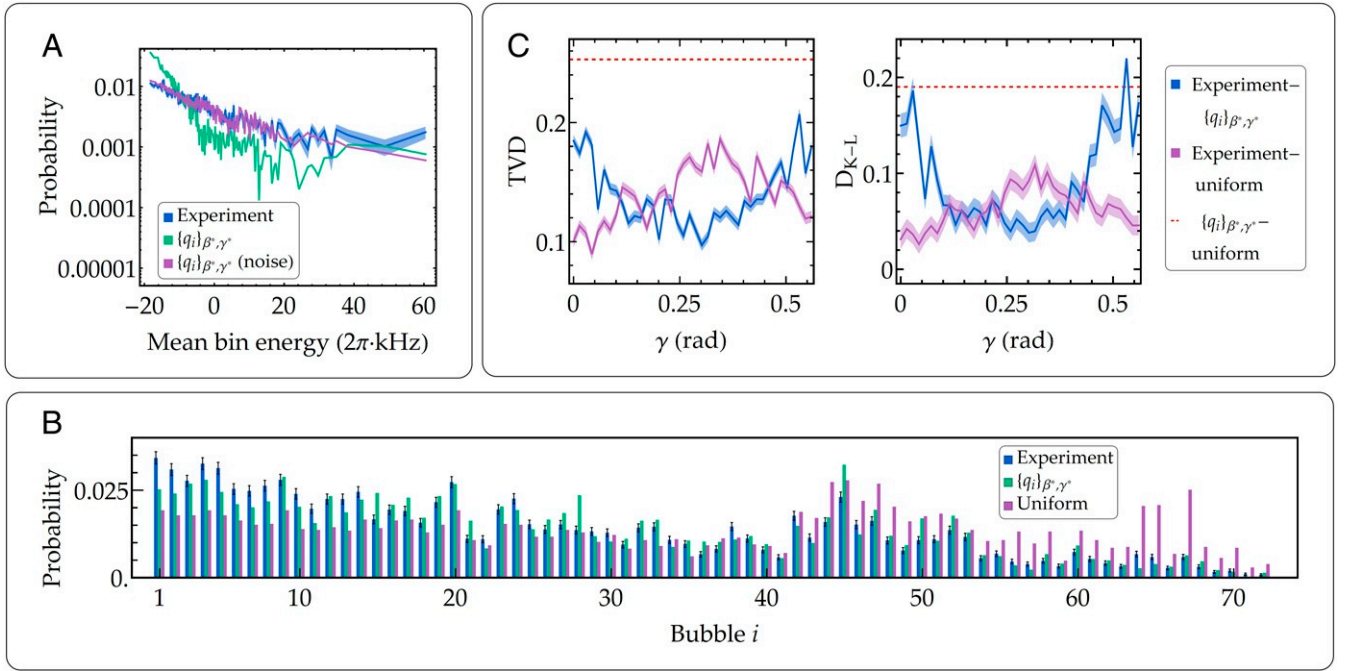 A
Probability
0.01
0.001
0.0001
0.00001
Experiment
{qᵢ}β*,γ*
{qᵢ}β*,γ* (noise)
−20 0 20 40 60
Mean bin energy (2π·kHz)
C
TVD
0.2
0.1
0 0.25 0.5
γ (rad)
D_K–L
0.2
0.1
0
0 0.25 0.5
γ (rad)
Experiment–
{qᵢ}β*,γ*
Experiment–
uniform
{qᵢ}β*,γ*–
uniform
B
Probability
0.025
0.
Experiment
{qᵢ}β*,γ*
Uniform
1 10 20 30 40 50 60 70
Bubble i